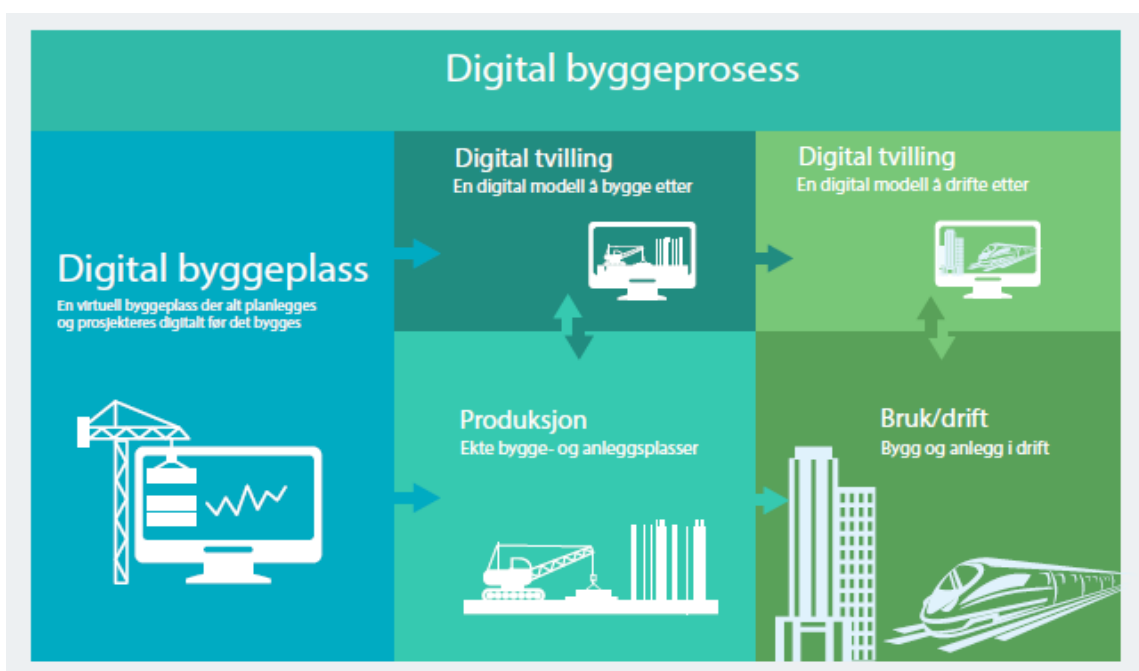 Digital byggeprosess
Digital byggeplass
En virtuell byggeplass der alt planlegges
og prosjekteres digitalt før det bygges
Digital tvilling
En digital modell å bygge etter
Digital tvilling
En digital modell å drifte etter
Produksjon
Ekte bygge- og anleggsplasser
Bruk/drift
Bygg og anlegg i drift